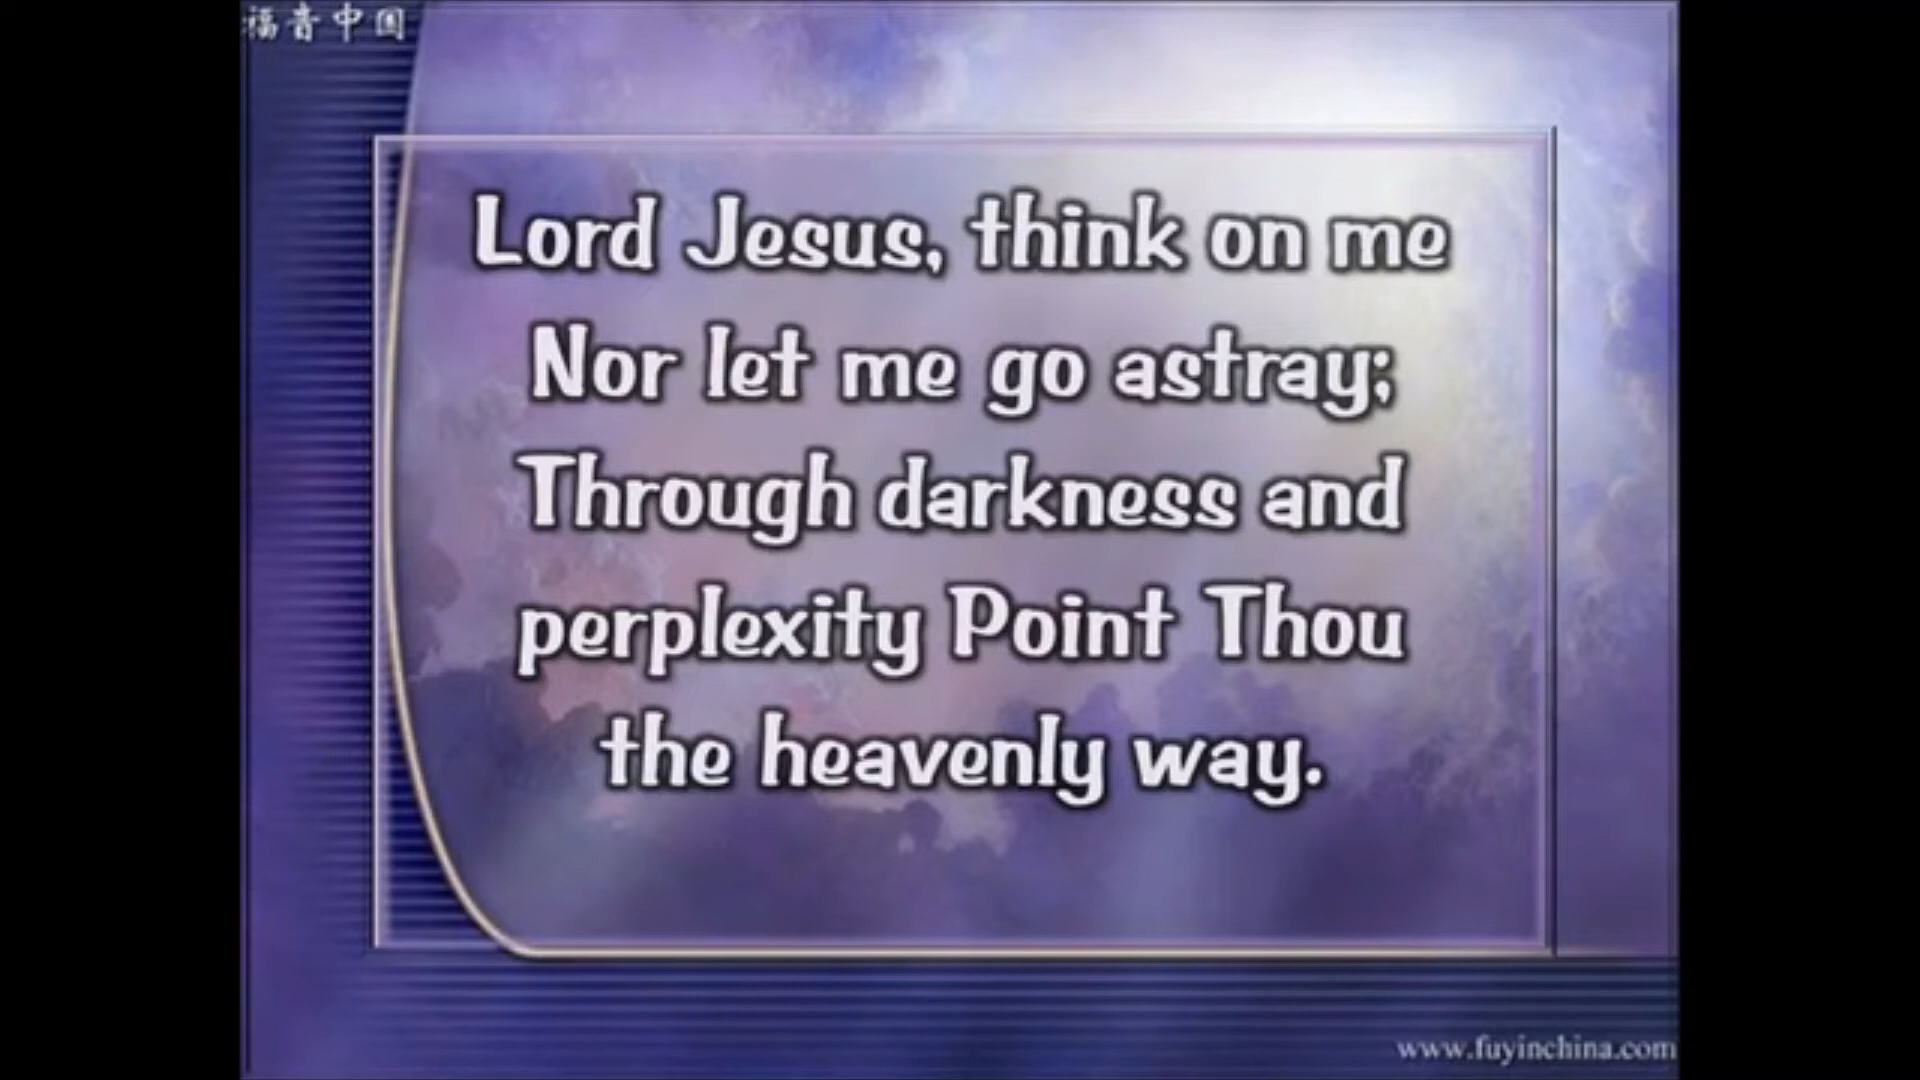 福音中国
Lord Jesus, think on me
Nor let me go astray;
Through darkness and
perplexity Point Thou
the heavenly way.
www.fuyinchina.com